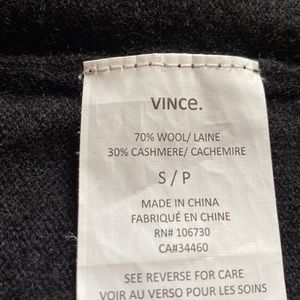 VINCe.
70% WOOL/ LAINE
30% CASHMERE/ CACHEMIRE
S / P
MADE IN CHINA
FABRIQUÉ EN CHINE
RN# 106730
CA#34460
SEE REVERSE FOR CARE
VOIR AU VERSO POUR LES SOINS